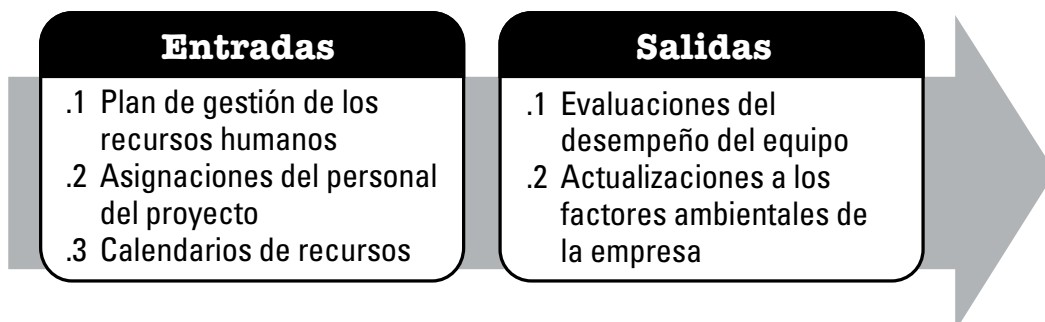 Entradas
.1 Plan de gestión de los
recursos humanos
.2 Asignaciones del personal
del proyecto
.3 Calendarios de recursos
Salidas
.1 Evaluaciones del
desempeño del equipo
.2 Actualizaciones a los
factores ambientales de
la empresa